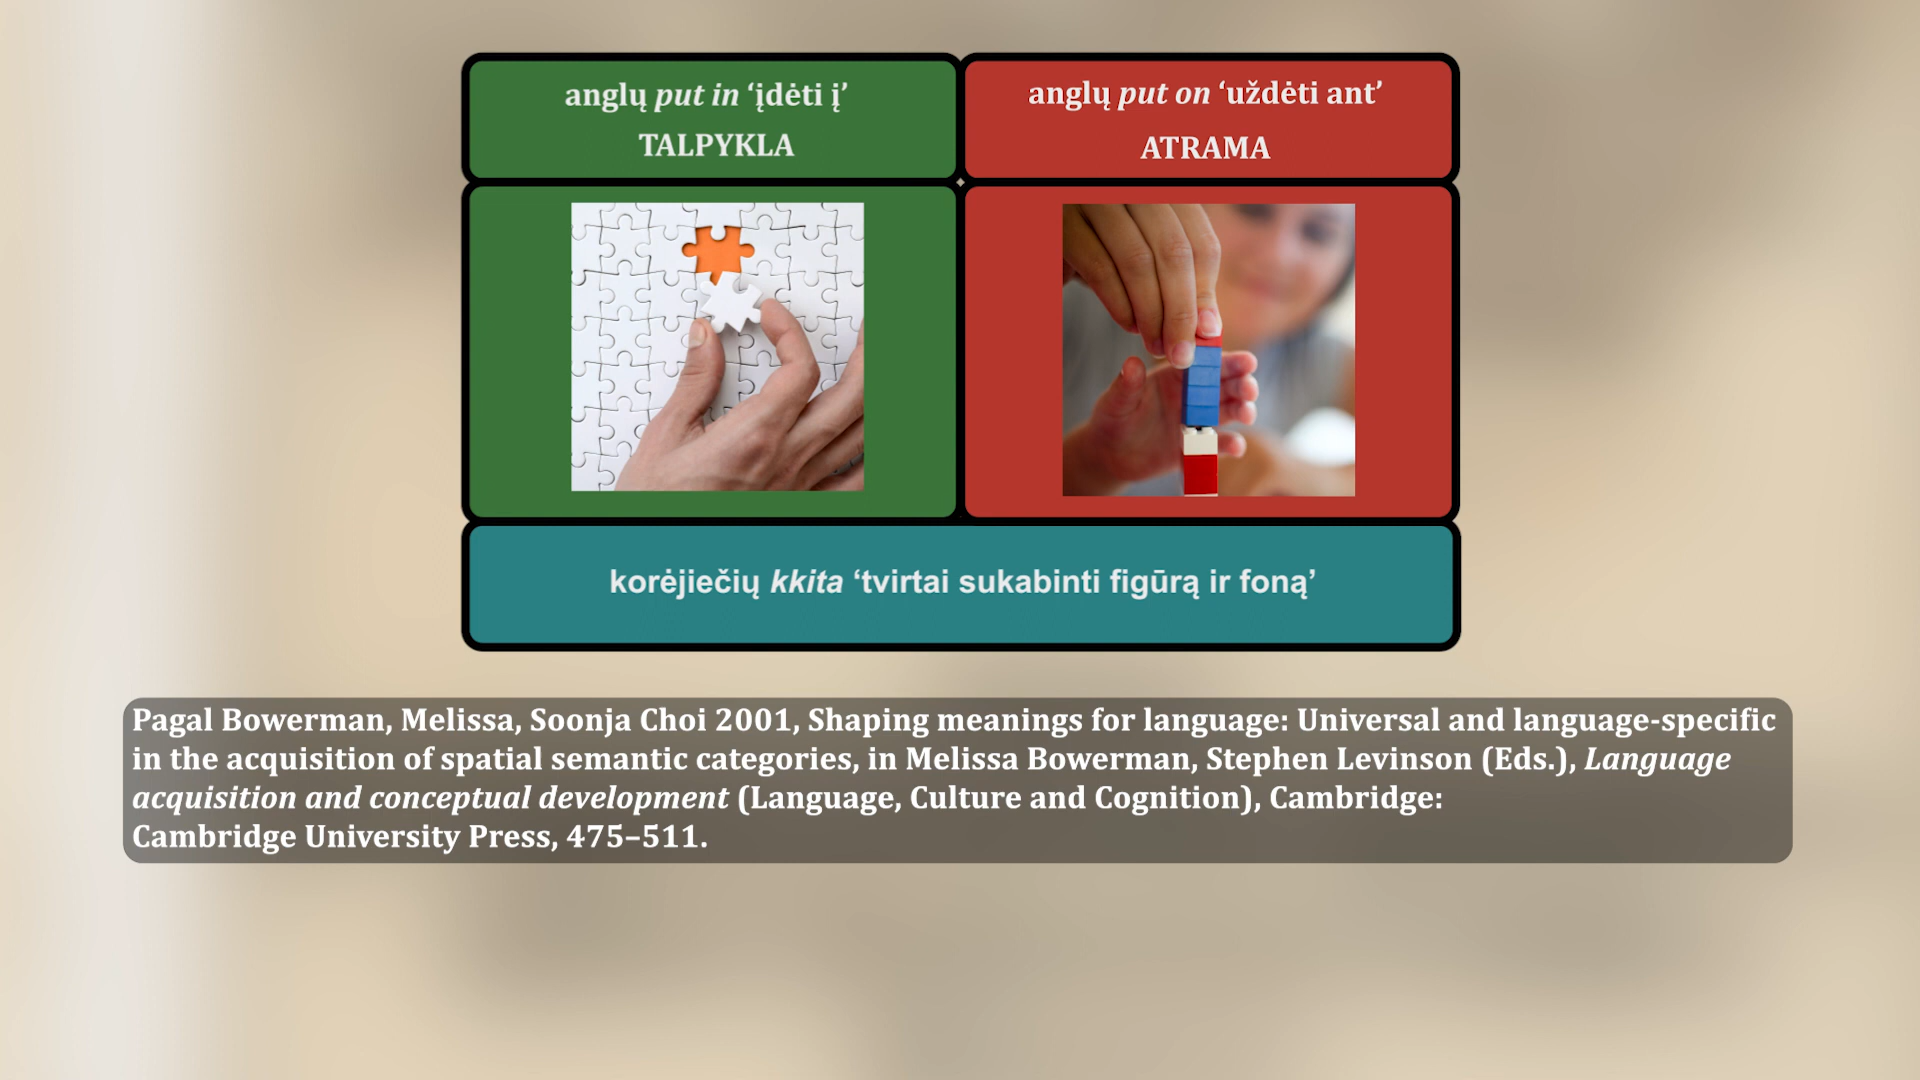 anglų put in ‘įdėti į’
TALPYKLA
anglų put on ‘uždėti ant’
ATRAMA
korėjiečių kkita ‘tvirtai sukabinti figūrą ir foną’
Pagal Bowerman, Melissa, Soonja Choi 2001, Shaping meanings for language: Universal and language-specific
in the acquisition of spatial semantic categories, in Melissa Bowerman, Stephen Levinson (Eds.), Language
acquisition and conceptual development (Language, Culture and Cognition), Cambridge:
Cambridge University Press, 475–511.